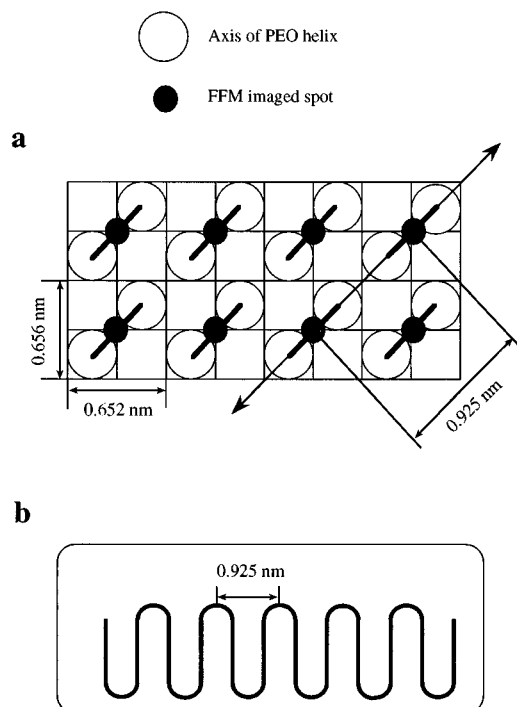 Axis of PEO helix
FFM imaged spot
a
0.656 nm
0.652 nm
0.925 nm
b
0.925 nm